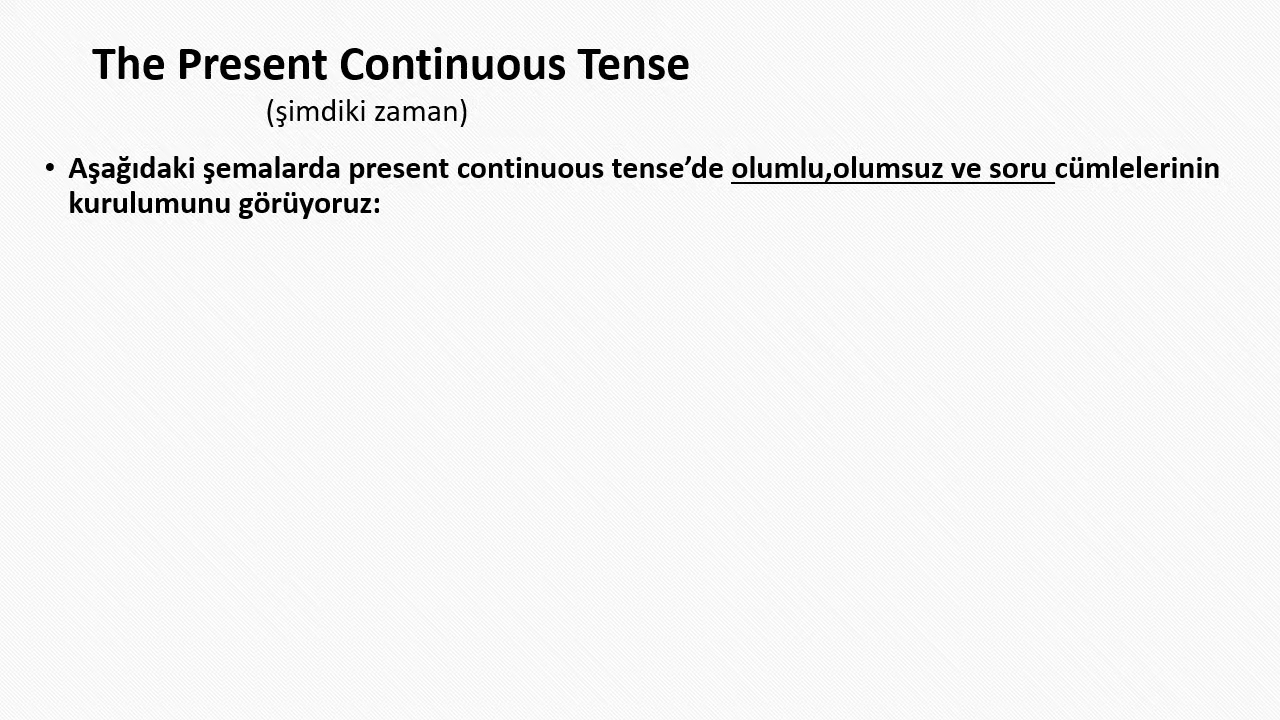 The Present Continuous Tense
(şimdiki zaman)
• Aşağıdaki şemalarda present continuous tense’de olumlu,olumsuz ve soru cümlelerinin
kurulumunu görüyoruz: